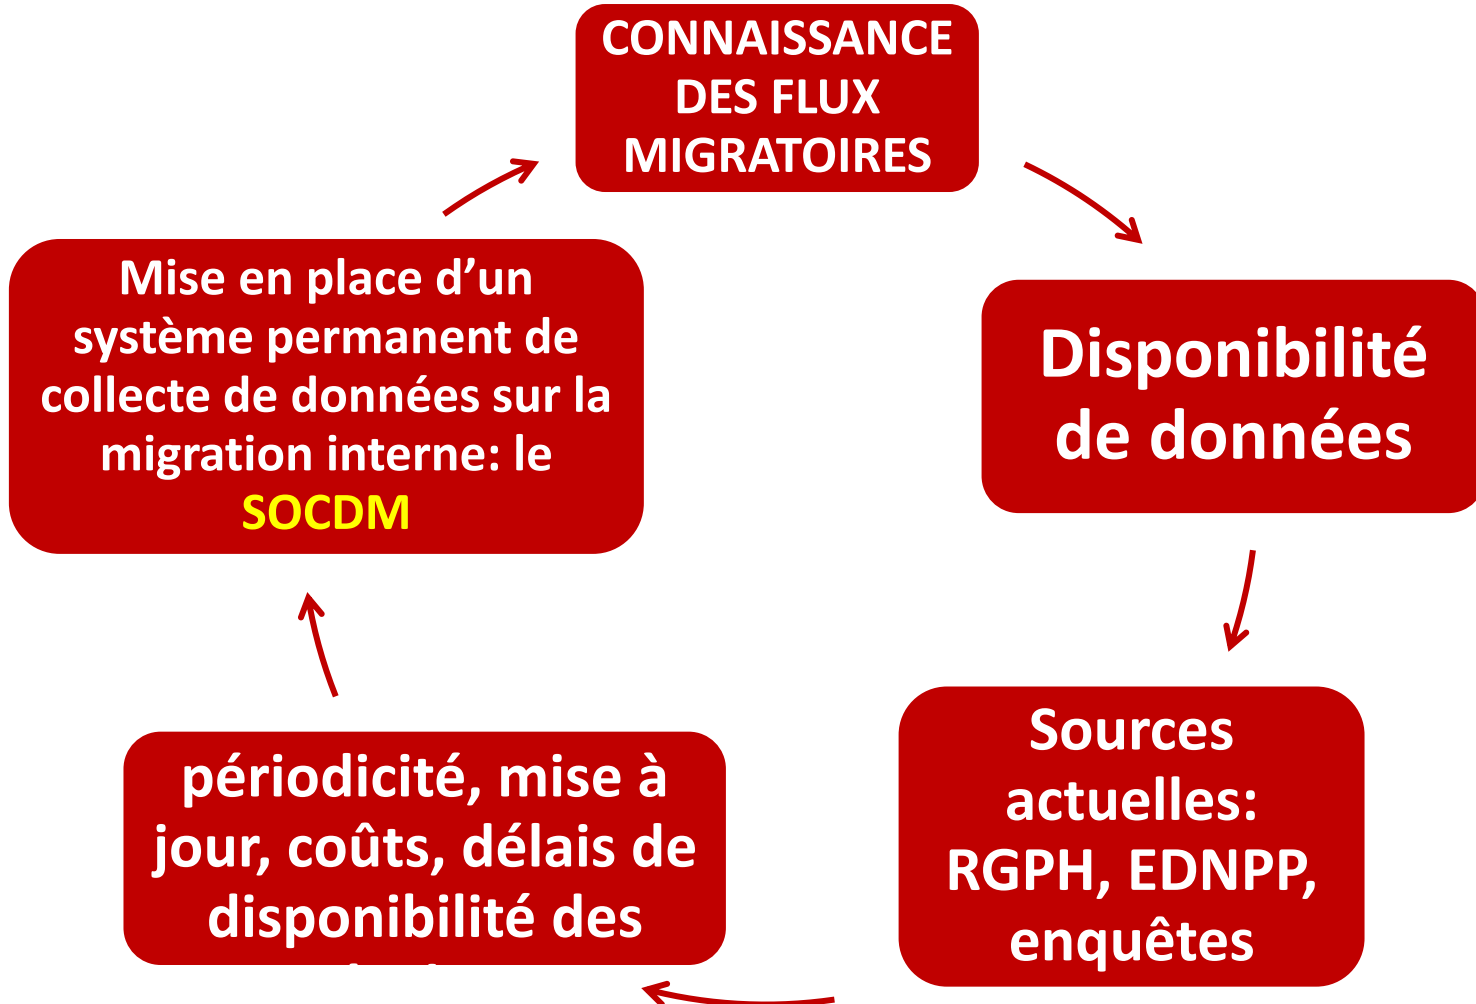 CONNAISSANCE
DES FLUX
MIGRATOIRES
Disponibilité
de données
Sources
actuelles:
RGPH, EDNPP,
enquêtes
périodicité, mise à
jour, coûts, délais de
disponibilité des
Mise en place d’un
système permanent de
collecte de données sur la
migration interne: le
SOCDM